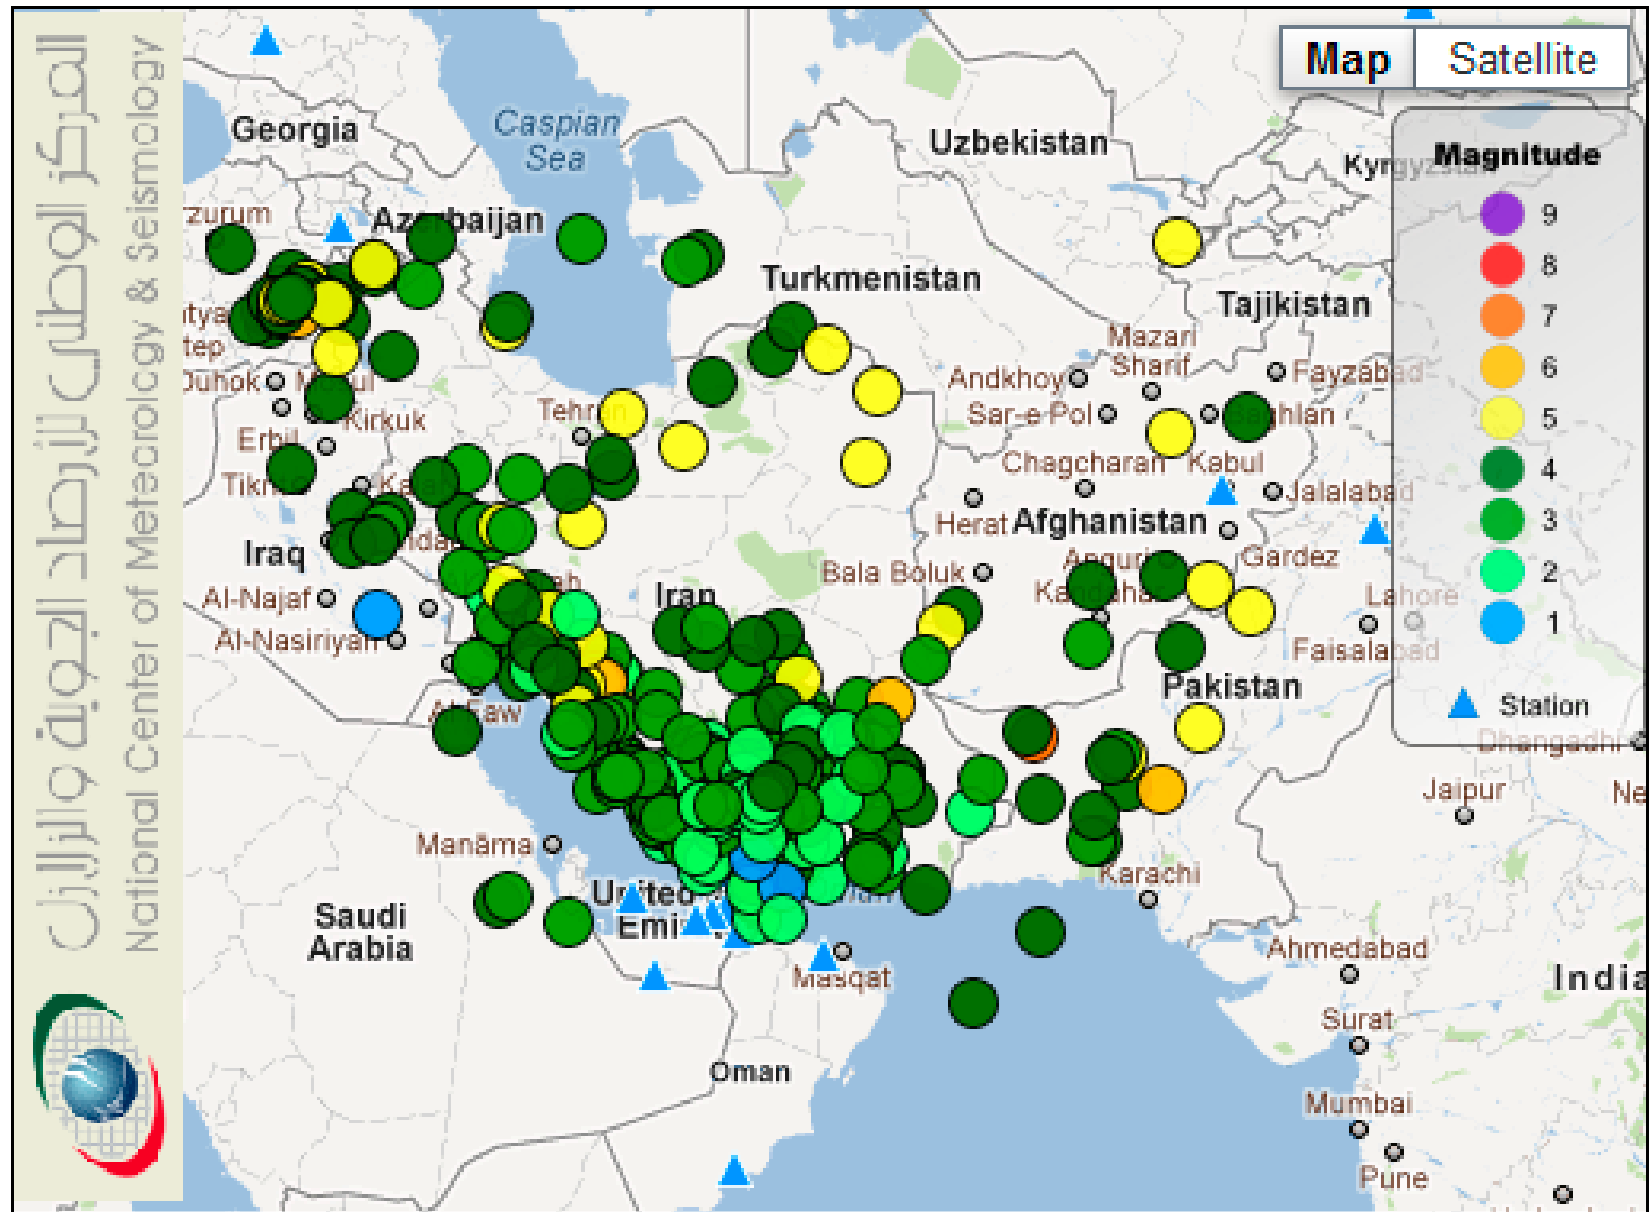 المركز الوطني للأرصاد الجوية والزلازل
National Center of Meteorology & Seismology
Map
Satellite
Georgia
Caspian
Sea
Uzbekistan
Magnitude
9
8
7
6
5
4
3
2
1
Station
Turkmenistan
Tajikistan
Mazari
Sharif
Andkhoy
Fayzabad
Sar-e Pol
Tehran
Kirkuk
Erbil
Chagcharan
Kabul
Jalalabad
Herat
Afghanistan
Iraq
Gardez
Bala Boluk
Al-Najaf
Iran
Lahore
Al-Nasiriyah
Faisalabad
Pakistan
Dhangadhi
Jaipur
Manāma
Karachi
United
Saudi
Arabia
Ahmedabad
Masqat
India
Surat
Oman
Mumbai
Pune